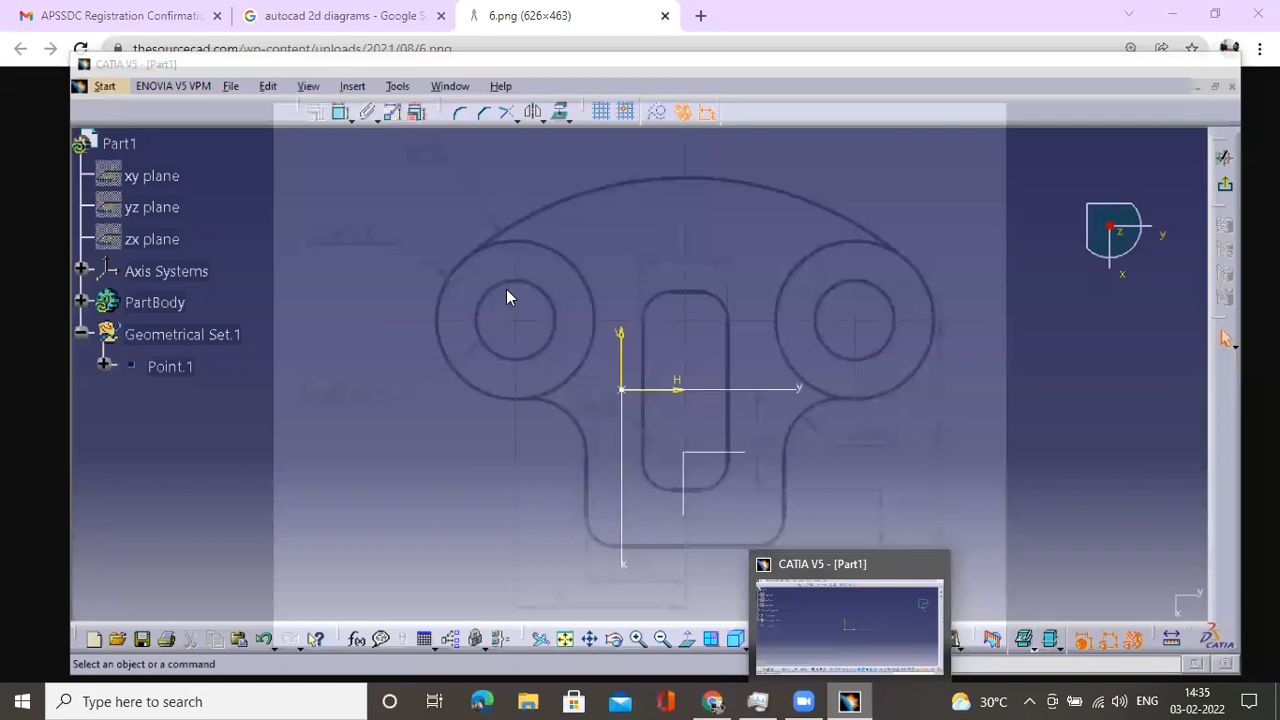 APSSDC Registration Confirmati
autocad 2d diagrams - Google S
6.png (626×463)
thesourcecad.com/wp-content/uploads/2021/08/6.png
CATIA V5 - [Part1]
Start ENOVIA V5 VPM File Edit View Insert Tools Window Help
Part1
xy plane
yz plane
zx plane
Axis Systems
PartBody
Geometrical Set.1
Point.1
z
y
x
V
H
y
x
CATIA V5 - [Part1]
x
f(x)
CATIA
Select an object or a command
Type here to search
30°C
ENG
14:35
03-02-2022